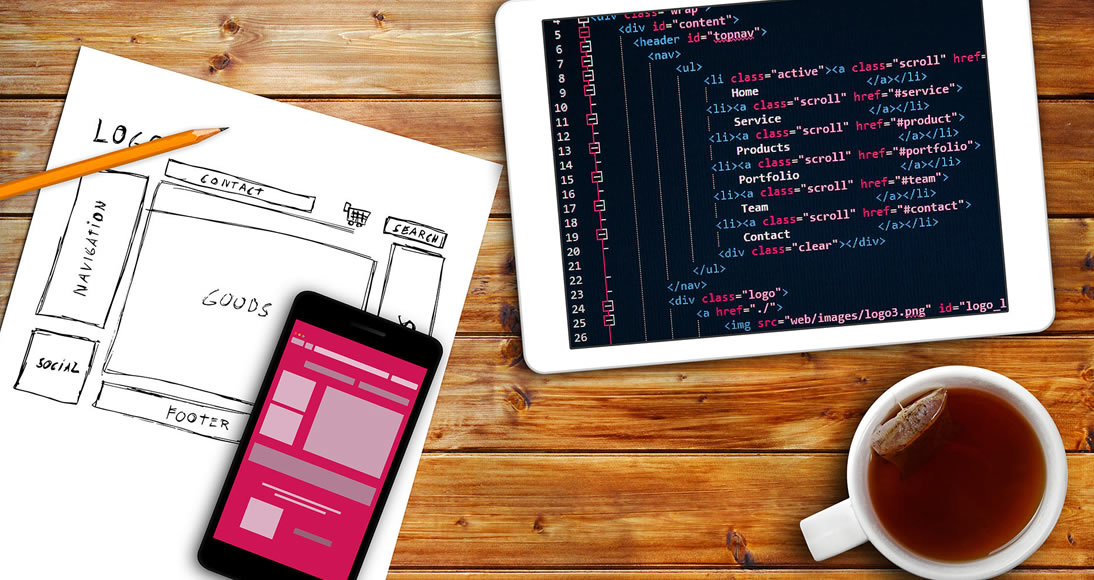 LOGO
CONTACT
NAVIGATION
SEARCH
GOODS
SOCIAL
FOOTER
4 <div class="wrap">
5 <div id="content">
6 <header id="topnav">
7 <nav>
8 <ul>
9 <li class="active"><a class="scroll" href=
10 Home </a></li>
11 <li><a class="scroll" href="#service">
12 Service </a></li>
13 <li><a class="scroll" href="#product">
14 Products </a></li>
15 <li><a class="scroll" href="#portfolio">
16 Portfolio </a></li>
17 <li><a class="scroll" href="#team">
18 Team </a></li>
19 <li><a class="scroll" href="#contact">
20 Contact </a></li>
21 <div class="clear"></div>
22 </ul>
23 </nav>
24 <div class="logo">
25 <a href="./">
26 <img src="web/images/logo3.png" id="logo_l